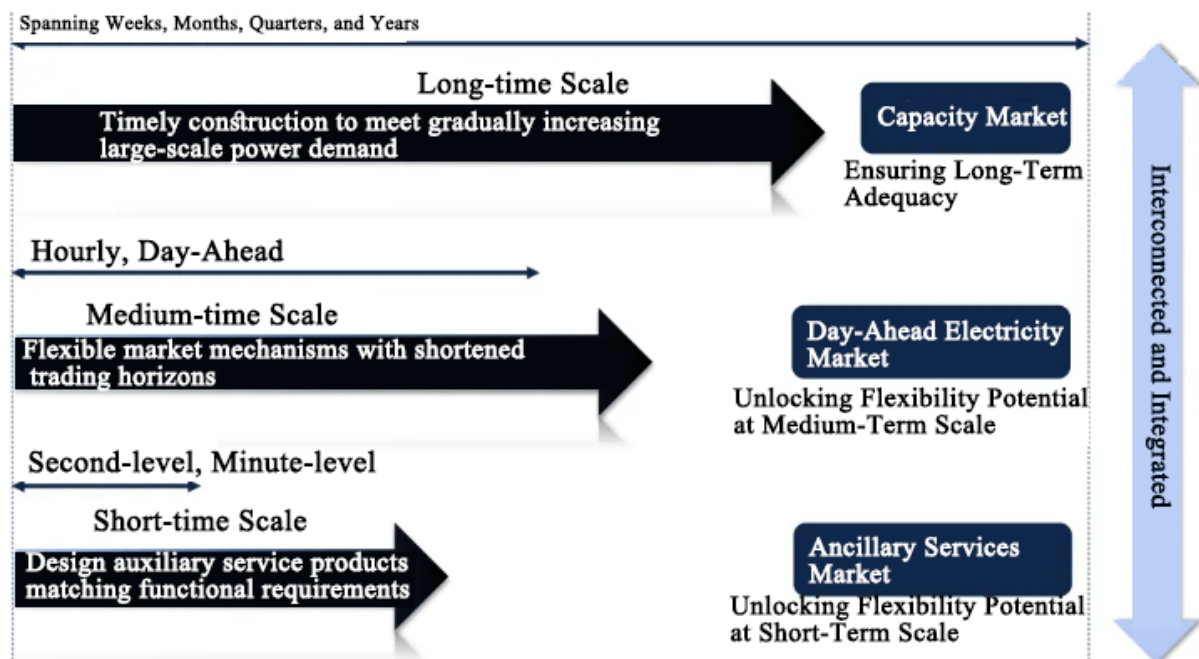 Spanning Weeks, Months, Quarters, and Years
Long-time Scale
Timely construction to meet gradually increasing
large-scale power demand
Capacity Market
Ensuring Long-Term
Adequacy
Hourly, Day-Ahead
Medium-time Scale
Flexible market mechanisms with shortened
trading horizons
Day-Ahead Electricity
Market
Unlocking Flexibility Potential
at Medium-Term Scale
Second-level, Minute-level
Short-time Scale
Design auxiliary service products
matching functional requirements
Ancillary Services
Market
Unlocking Flexibility Potential
at Short-Term Scale
Interconnected and Integrated